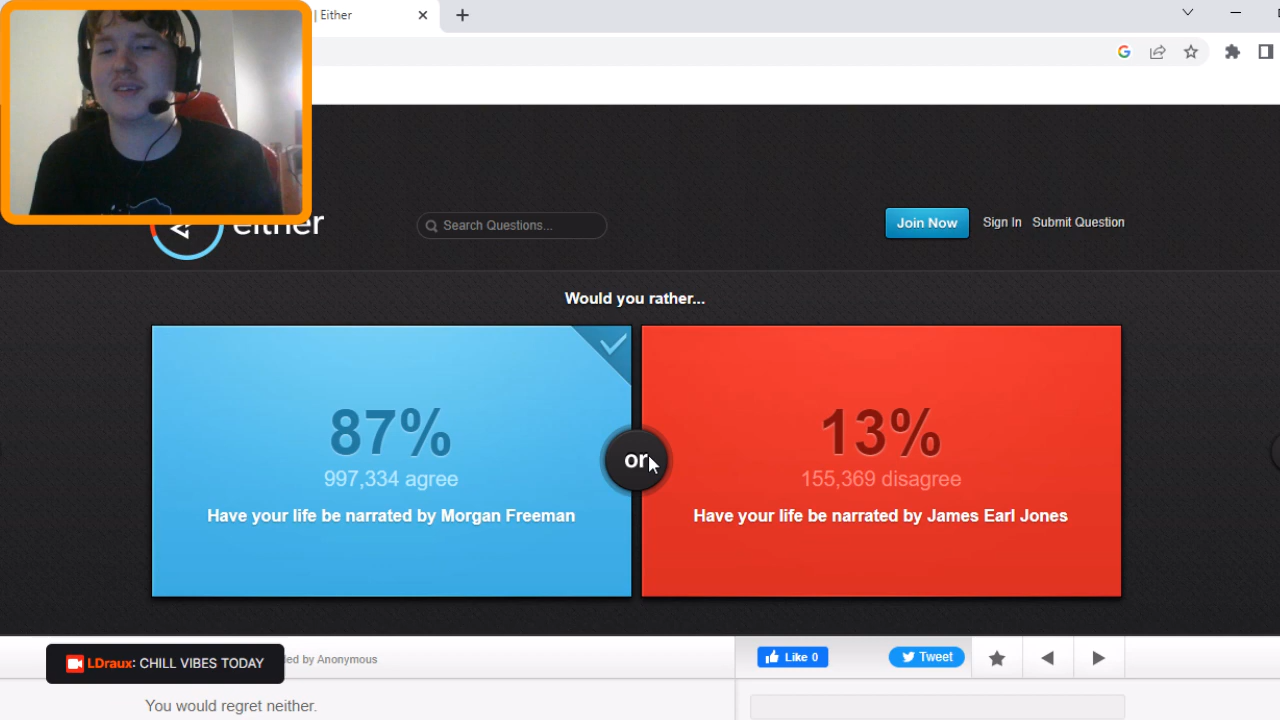 | Either
either
Search Questions...
Join Now
Sign In
Submit Question
Would you rather...
87%
997,334 agree
Have your life be narrated by Morgan Freeman
or
13%
155,369 disagree
Have your life be narrated by James Earl Jones
LDraux: CHILL VIBES TODAY
by Anonymous
Like 0
Tweet
You would regret neither.